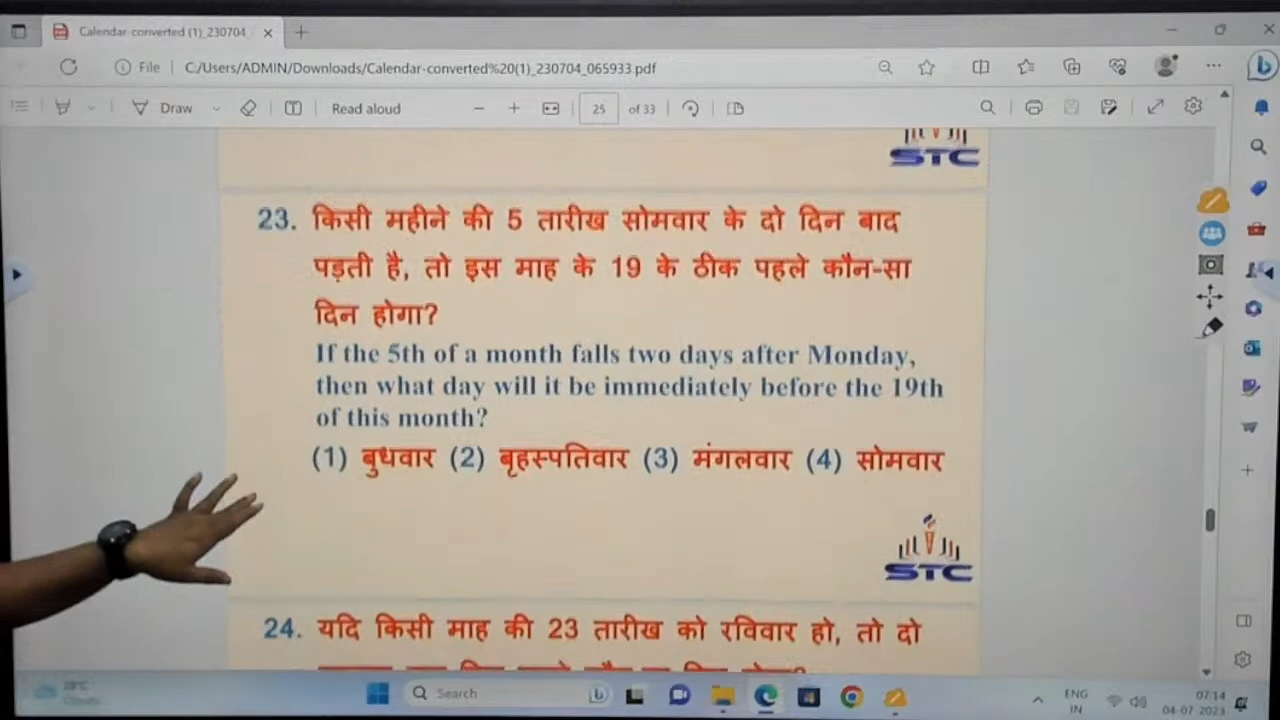 Calendar-converted (1)_230704
File
C:/Users/ADMIN/Downloads/Calendar-converted%20(1)_230704_065933.pdf
Draw
Read aloud
25
of 33
STC
23. किसी महीने की 5 तारीख सोमवार के दो दिन बाद
पड़ती है, तो इस माह के 19 के ठीक पहले कौन-सा
दिन होगा?
If the 5th of a month falls two days after Monday,
then what day will it be immediately before the 19th
of this month?
(1) बुधवार (2) बृहस्पतिवार (3) मंगलवार (4) सोमवार
STC
24. यदि किसी माह की 23 तारीख को रविवार हो, तो दो
Search
ENG
IN
07:14
04-07-2023